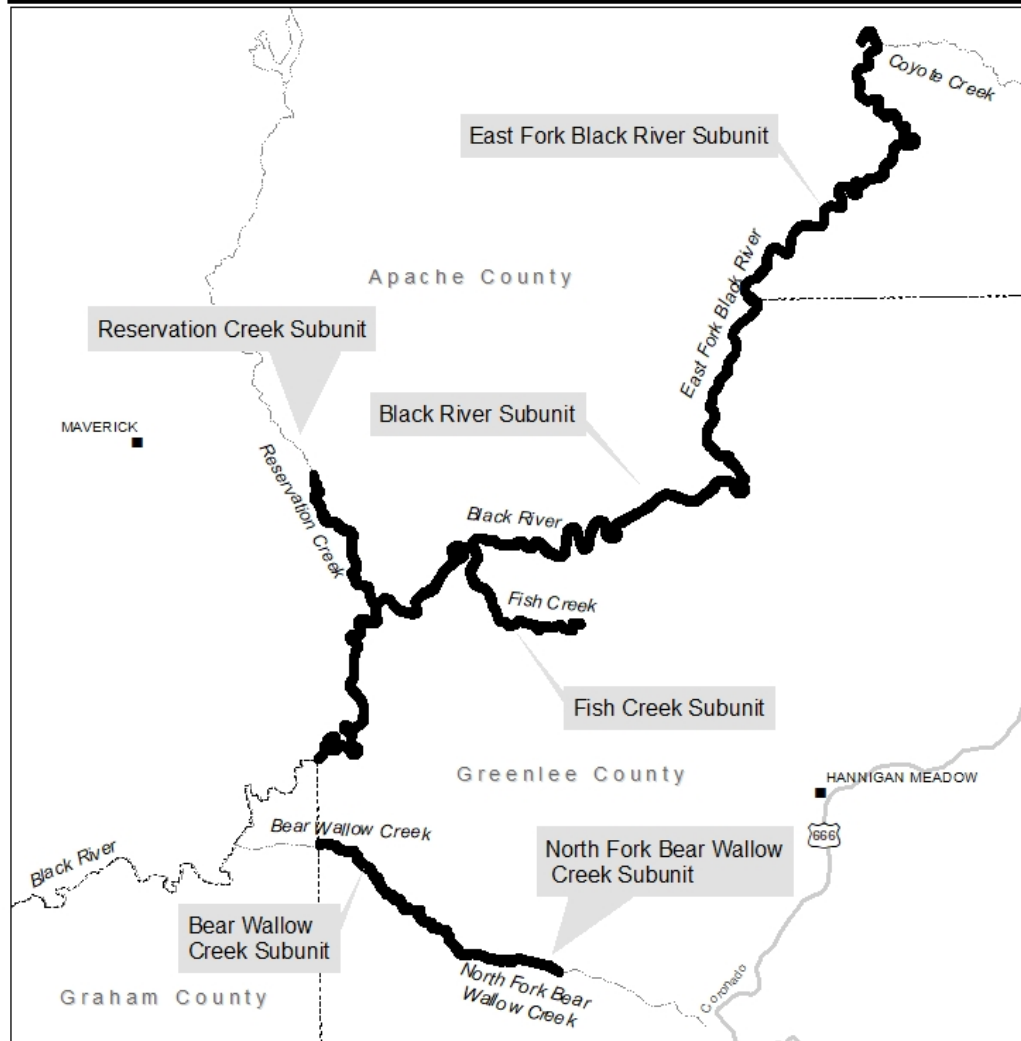 Coyote Creek
East Fork Black River Subunit
East Fork Black River
Apache County
Reservation Creek Subunit
Black River Subunit
MAVERICK
Reservation Creek
Black River
Fish Creek
Fish Creek Subunit
Greenlee County
HANNIGAN MEADOW
666
Bear Wallow Creek
North Fork Bear Wallow
Creek Subunit
Black River
Bear Wallow
Creek Subunit
North Fork Bear
Wallow Creek
Coronado
Graham County